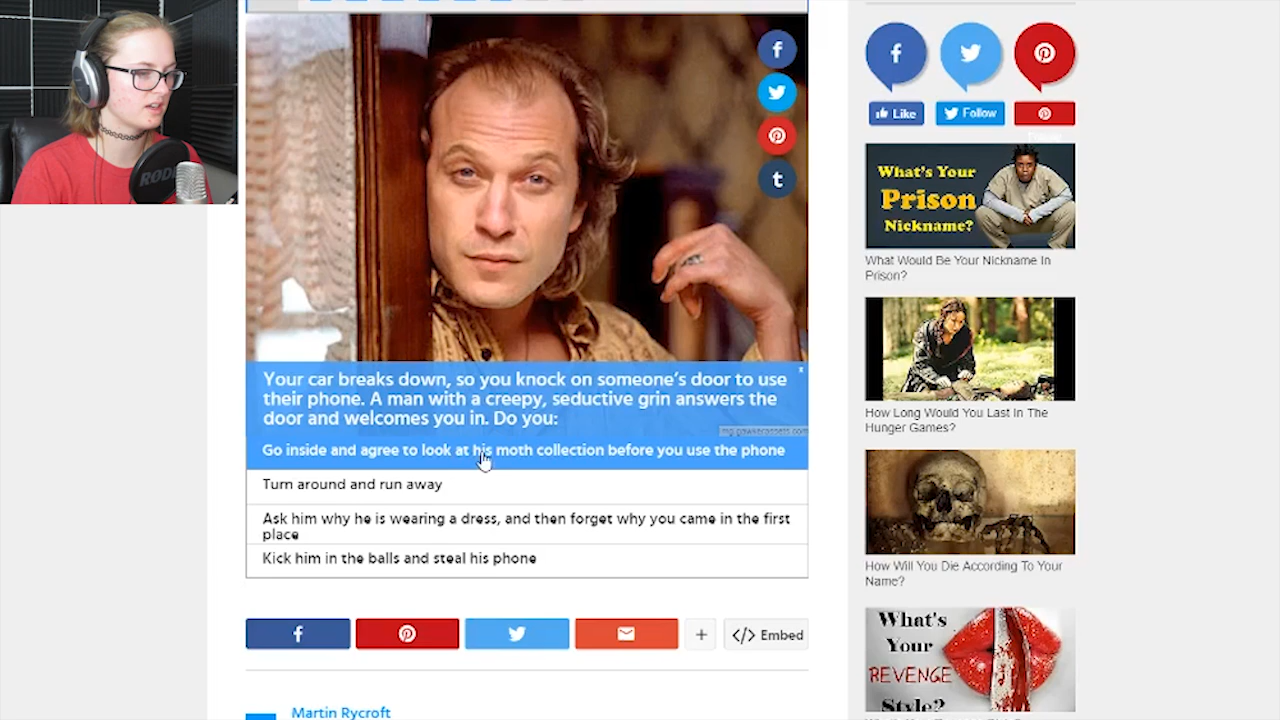 RØDE
f
t
Your car breaks down, so you knock on someone's door to use
their phone. A man with a creepy, seductive grin answers the
door and welcomes you in. Do you:
x
Go inside and agree to look at his moth collection before you use the phone
Turn around and run away
Ask him why he is wearing a dress, and then forget why you came in the first
place
Kick him in the balls and steal his phone
f
+
</> Embed
Martin Rycroft
f
Like
Follow
What's Your
Prison
Nickname?
What Would Be Your Nickname In
Prison?
How Long Would You Last In The
Hunger Games?
How Will You Die According To Your
Name?
What's
Your
REVENGE
Style?